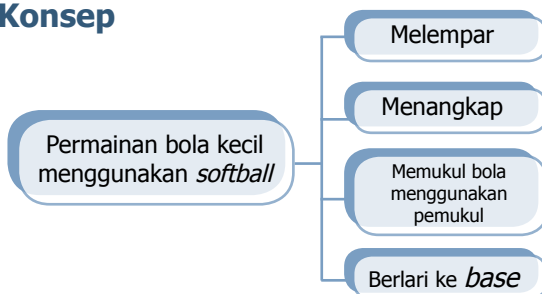 Konsep
Permainan bola kecil
menggunakan softball
Melempar
Menangkap
Memukul bola
menggunakan
pemukul
Berlari ke base